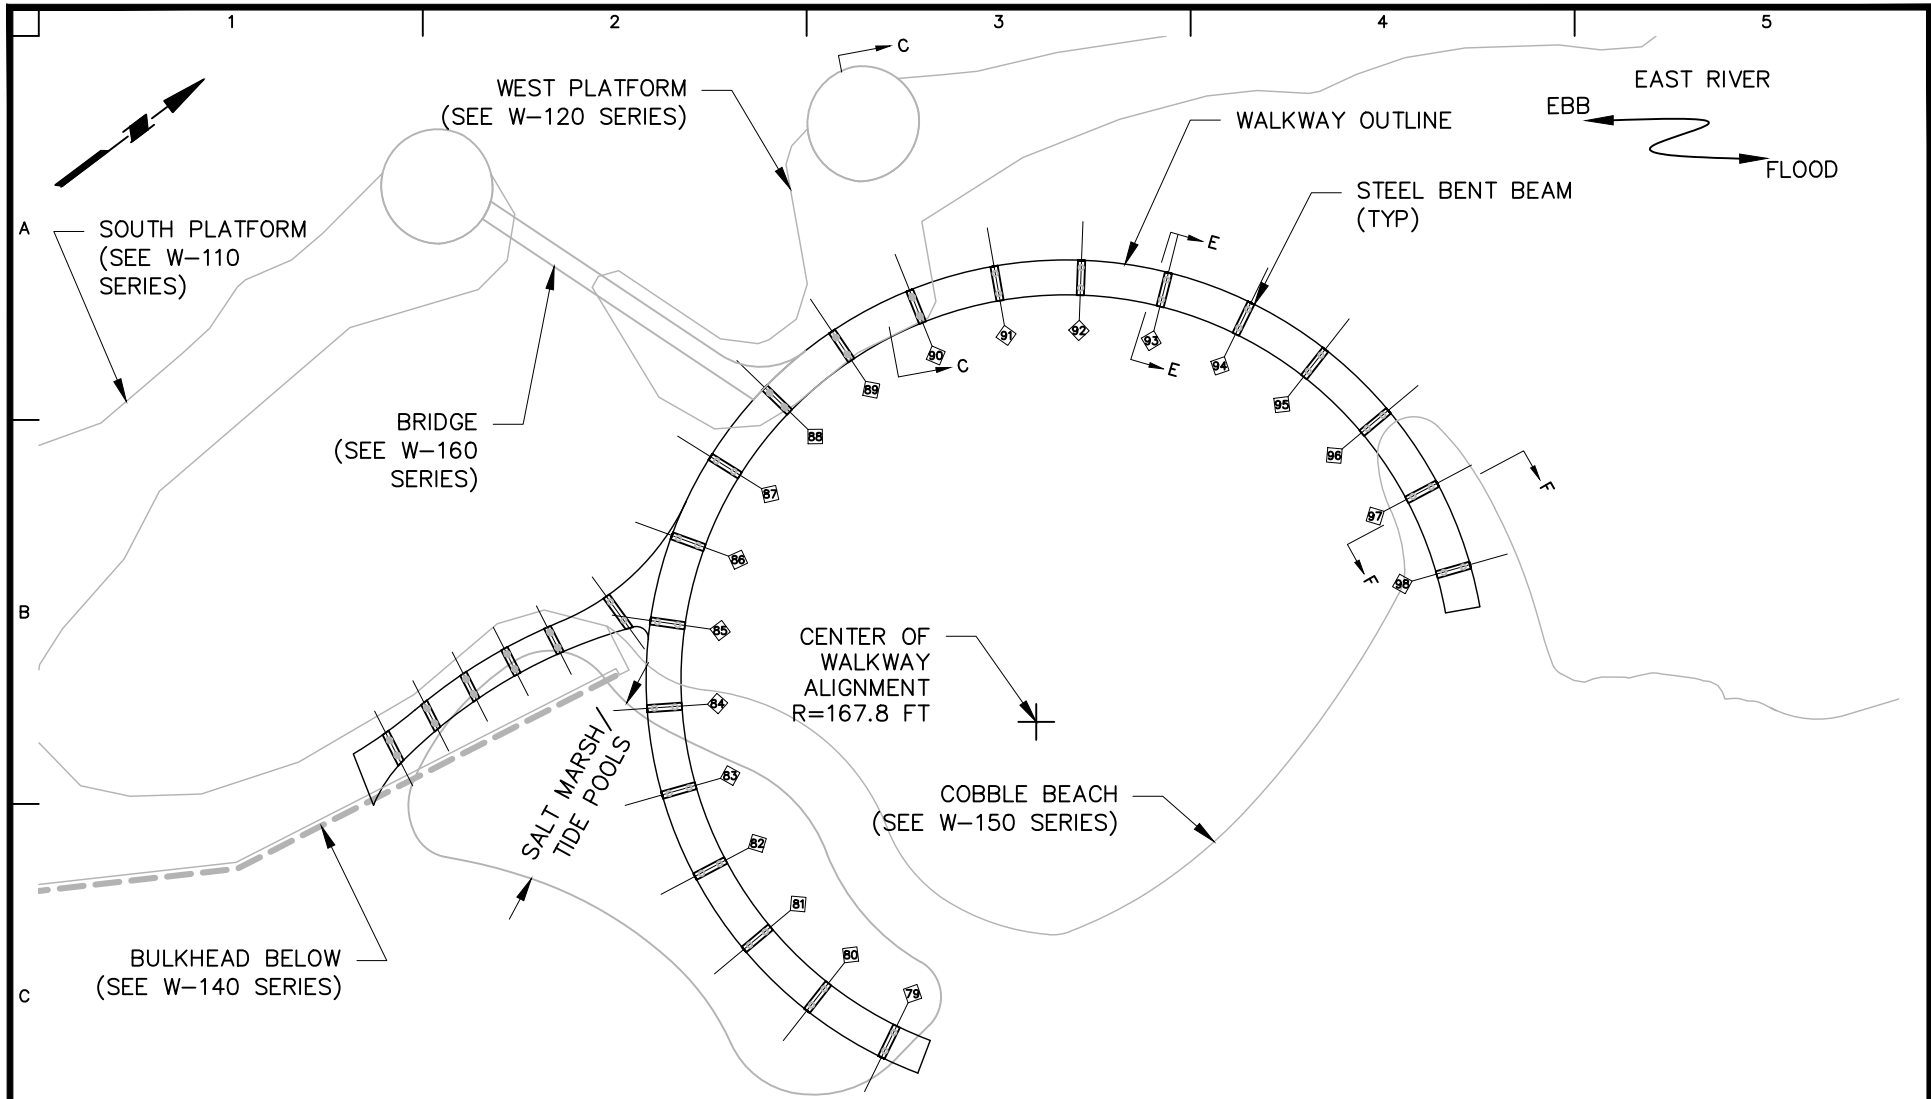 1
2
3
4
5
A
B
C
C
WEST PLATFORM
(SEE W-120 SERIES)
EAST RIVER
EBB
FLOOD
WALKWAY OUTLINE
STEEL BENT BEAM
(TYP)
SOUTH PLATFORM
(SEE W-110
SERIES)
E
E
C
BRIDGE
(SEE W-160
SERIES)
F
F
91
92
93
90
94
89
95
88
96
87
97
86
98
85
84
83
82
81
80
79
CENTER OF
WALKWAY
ALIGNMENT
R=167.8 FT
SALT MARSH/
TIDE POOLS
COBBLE BEACH
(SEE W-150 SERIES)
BULKHEAD BELOW
(SEE W-140 SERIES)